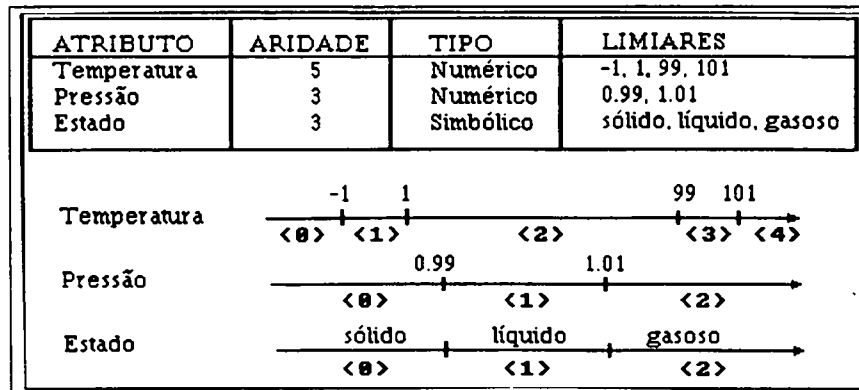 ATRIBUTO ARIDADE TIPO LIMIARES
Temperatura 5 Numérico -1, 1, 99, 101
Pressão 3 Numérico 0.99, 1.01
Estado 3 Simbólico sólido, líquido, gasoso
-1 1 99 101
Temperatura
<0> <1> <2> <3> <4>
0.99 1.01
Pressão
<0> <1> <2>
sólido líquido gasoso
Estado
<0> <1> <2>